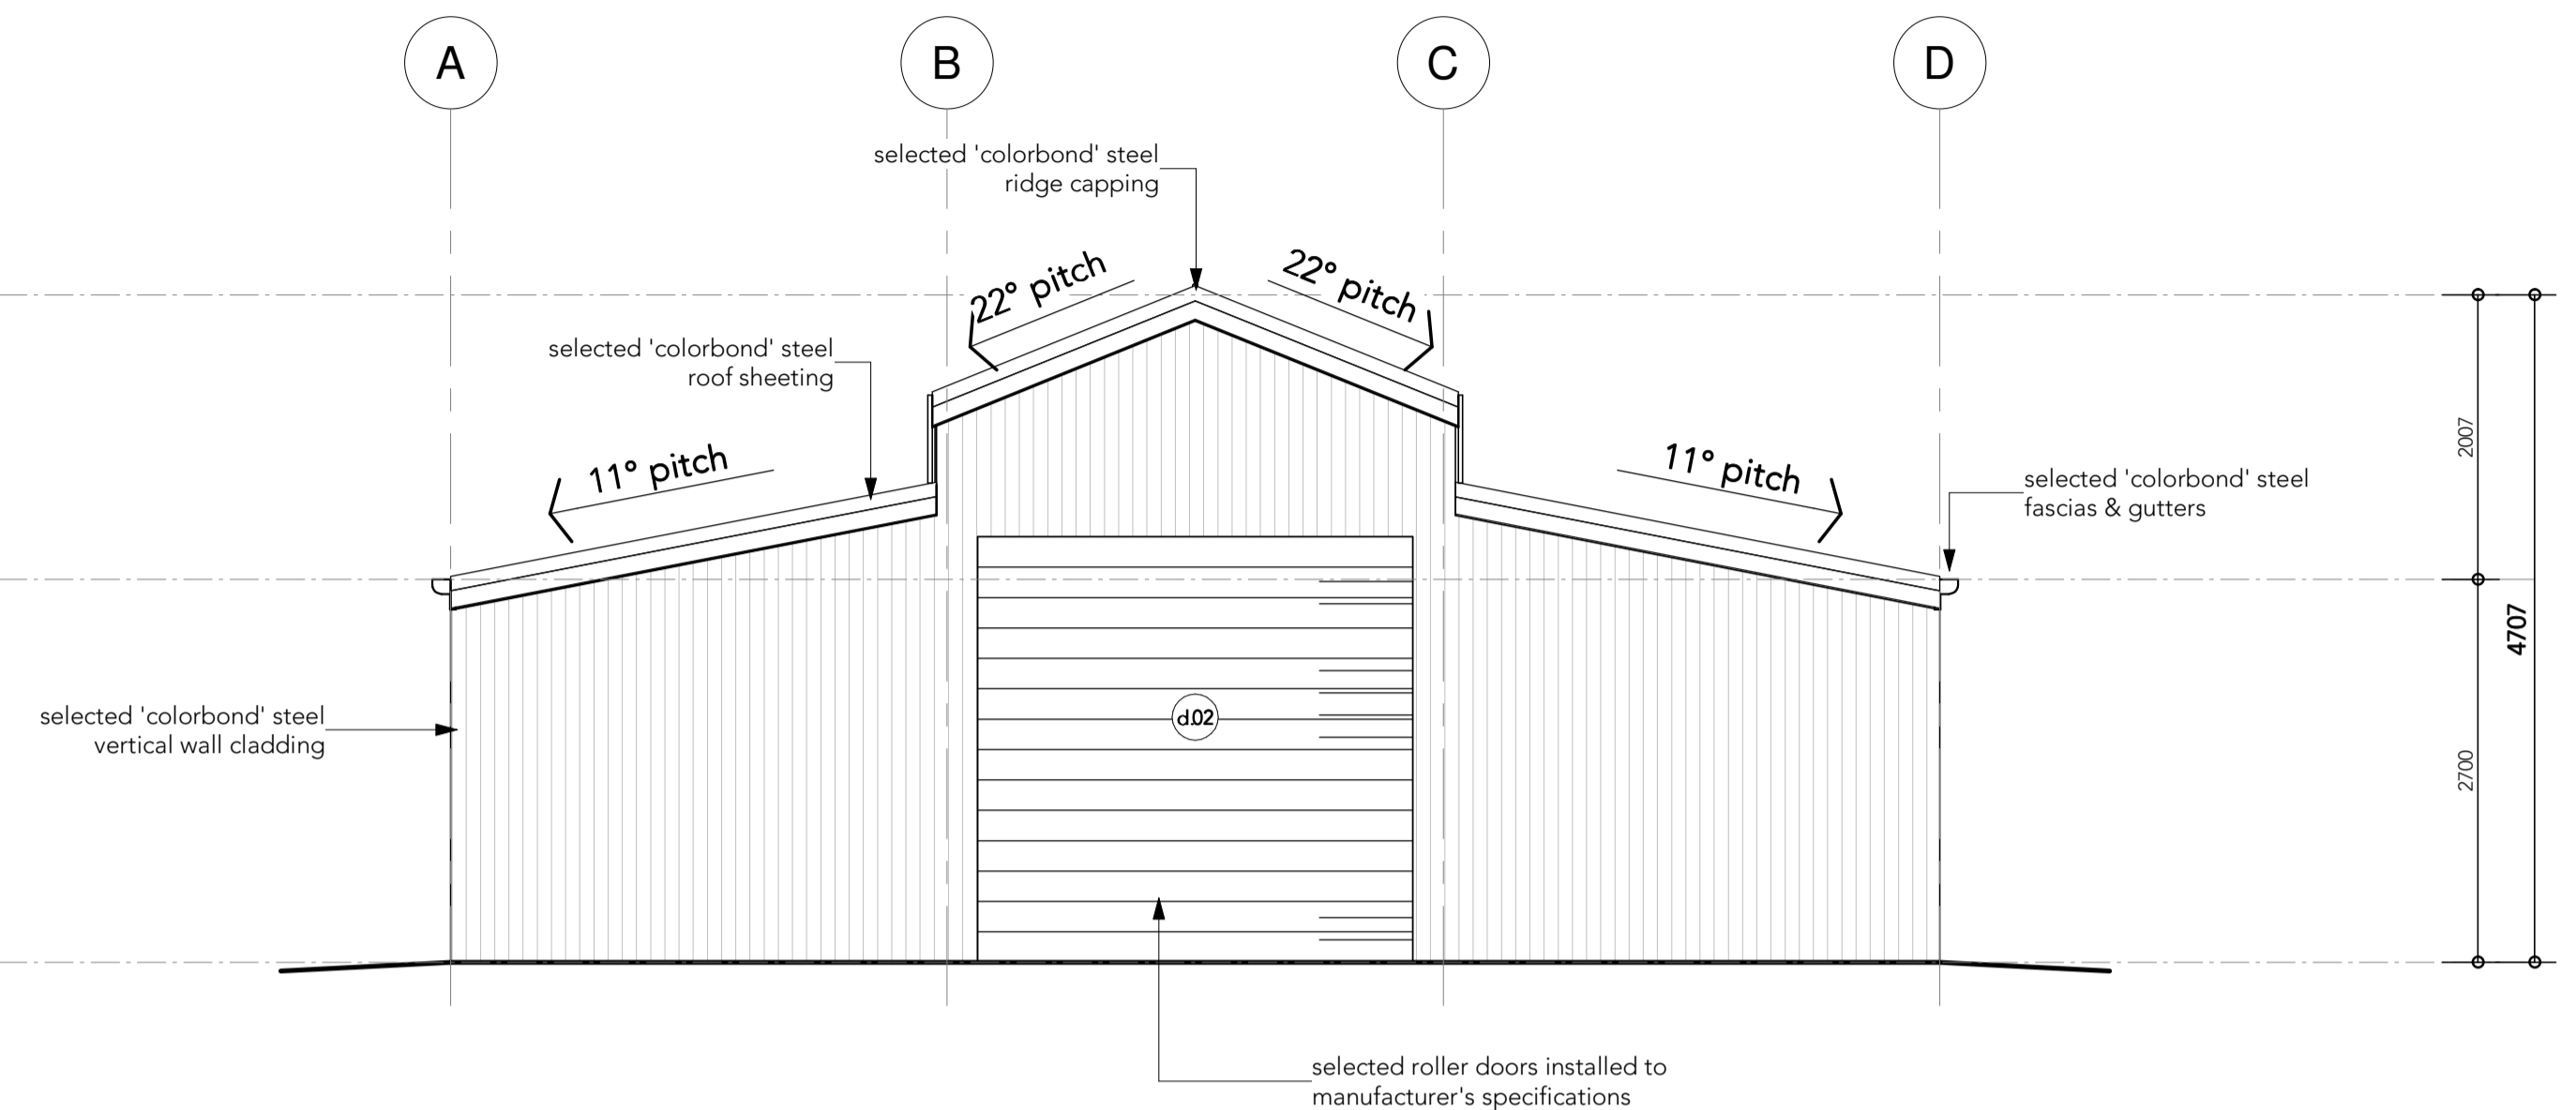 A
B
C
D
selected 'colorbond' steel
ridge capping
22° pitch
22° pitch
selected 'colorbond' steel
roof sheeting
11° pitch
11° pitch
2007
selected 'colorbond' steel
fascias & gutters
4707
selected 'colorbond' steel
vertical wall cladding
d.02
2700
selected roller doors installed to
manufacturer's specifications